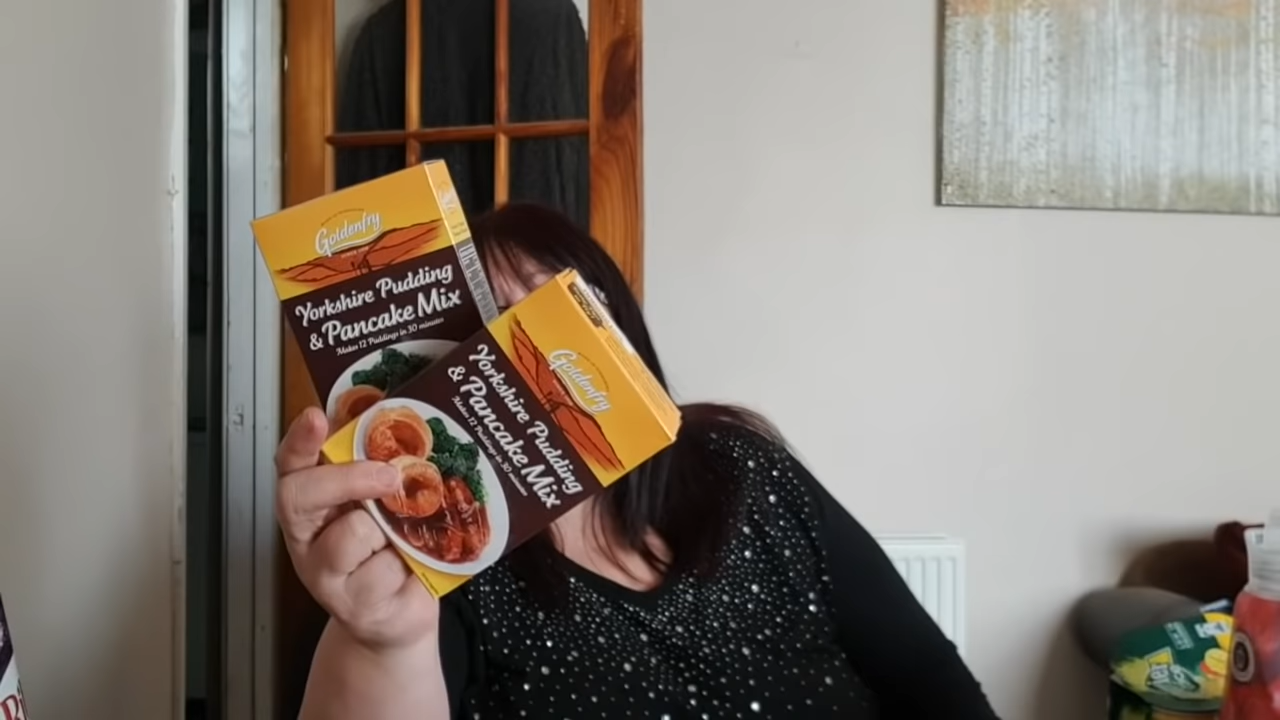 Goldenfry
Yorkshire Pudding
& Pancake Mix
Makes 12 Puddings in 30 minutes
Goldenfry
Yorkshire Pudding
& Pancake Mix
Makes 12 Puddings in 30 minutes